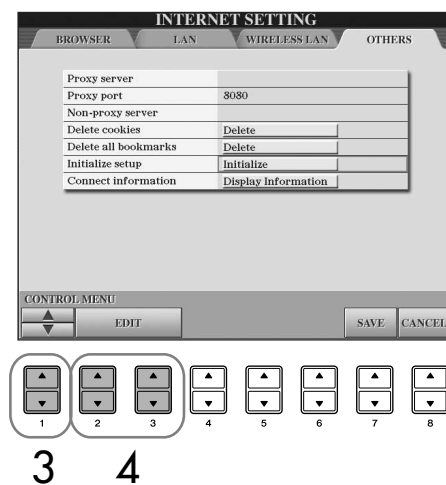 INTERNET SETTING
BROWSER LAN WIRELESS LAN OTHERS
Proxy server
Proxy port 8080
Non-proxy server
Delete cookies Delete
Delete all bookmarks Delete
Initialize setup Initialize
Connect information Display Information
CONTROL MENU
EDIT SAVE CANCEL
1 2 3 4 5 6 7 8
3 4